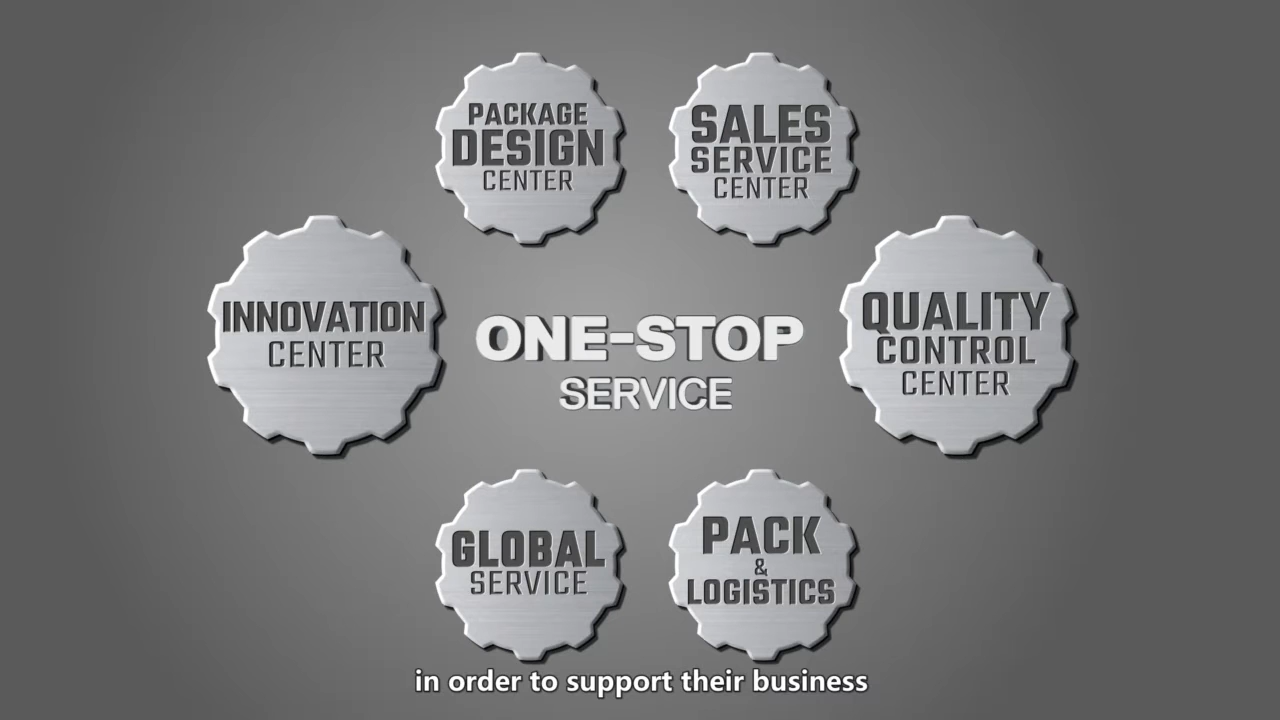 PACKAGE
DESIGN
CENTER
SALES
SERVICE
CENTER
INNOVATION
CENTER
ONE-STOP
SERVICE
QUALITY
CONTROL
CENTER
GLOBAL
SERVICE
PACK
&
LOGISTICS
in order to support their business